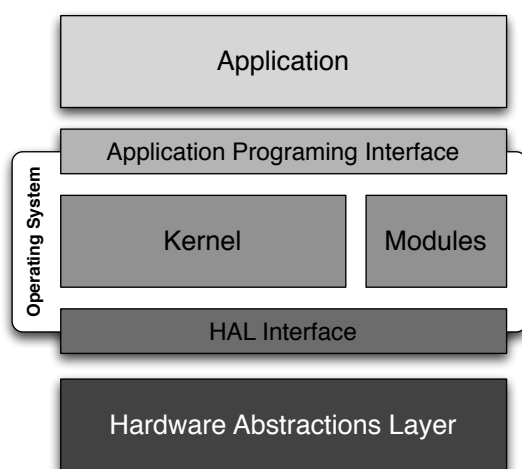 Application
Application Programing Interface
Operating System
Kernel
Modules
HAL Interface
Hardware Abstractions Layer